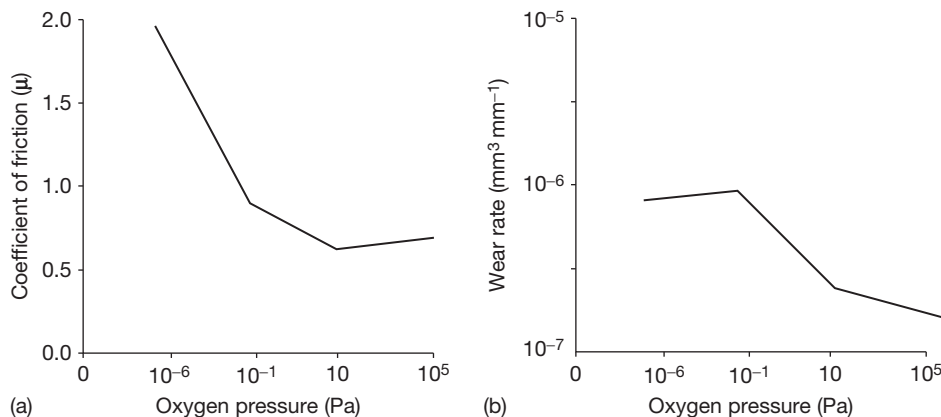 2.0
1.5
1.0
0.5
0.0
Coefficient of friction (μ)
0 10⁻⁶ 10⁻¹ 10 10⁵
(a) Oxygen pressure (Pa)
10⁻⁵
10⁻⁶
10⁻⁷
Wear rate (mm³ mm⁻¹)
0 10⁻⁶ 10⁻¹ 10 10⁵
(b) Oxygen pressure (Pa)